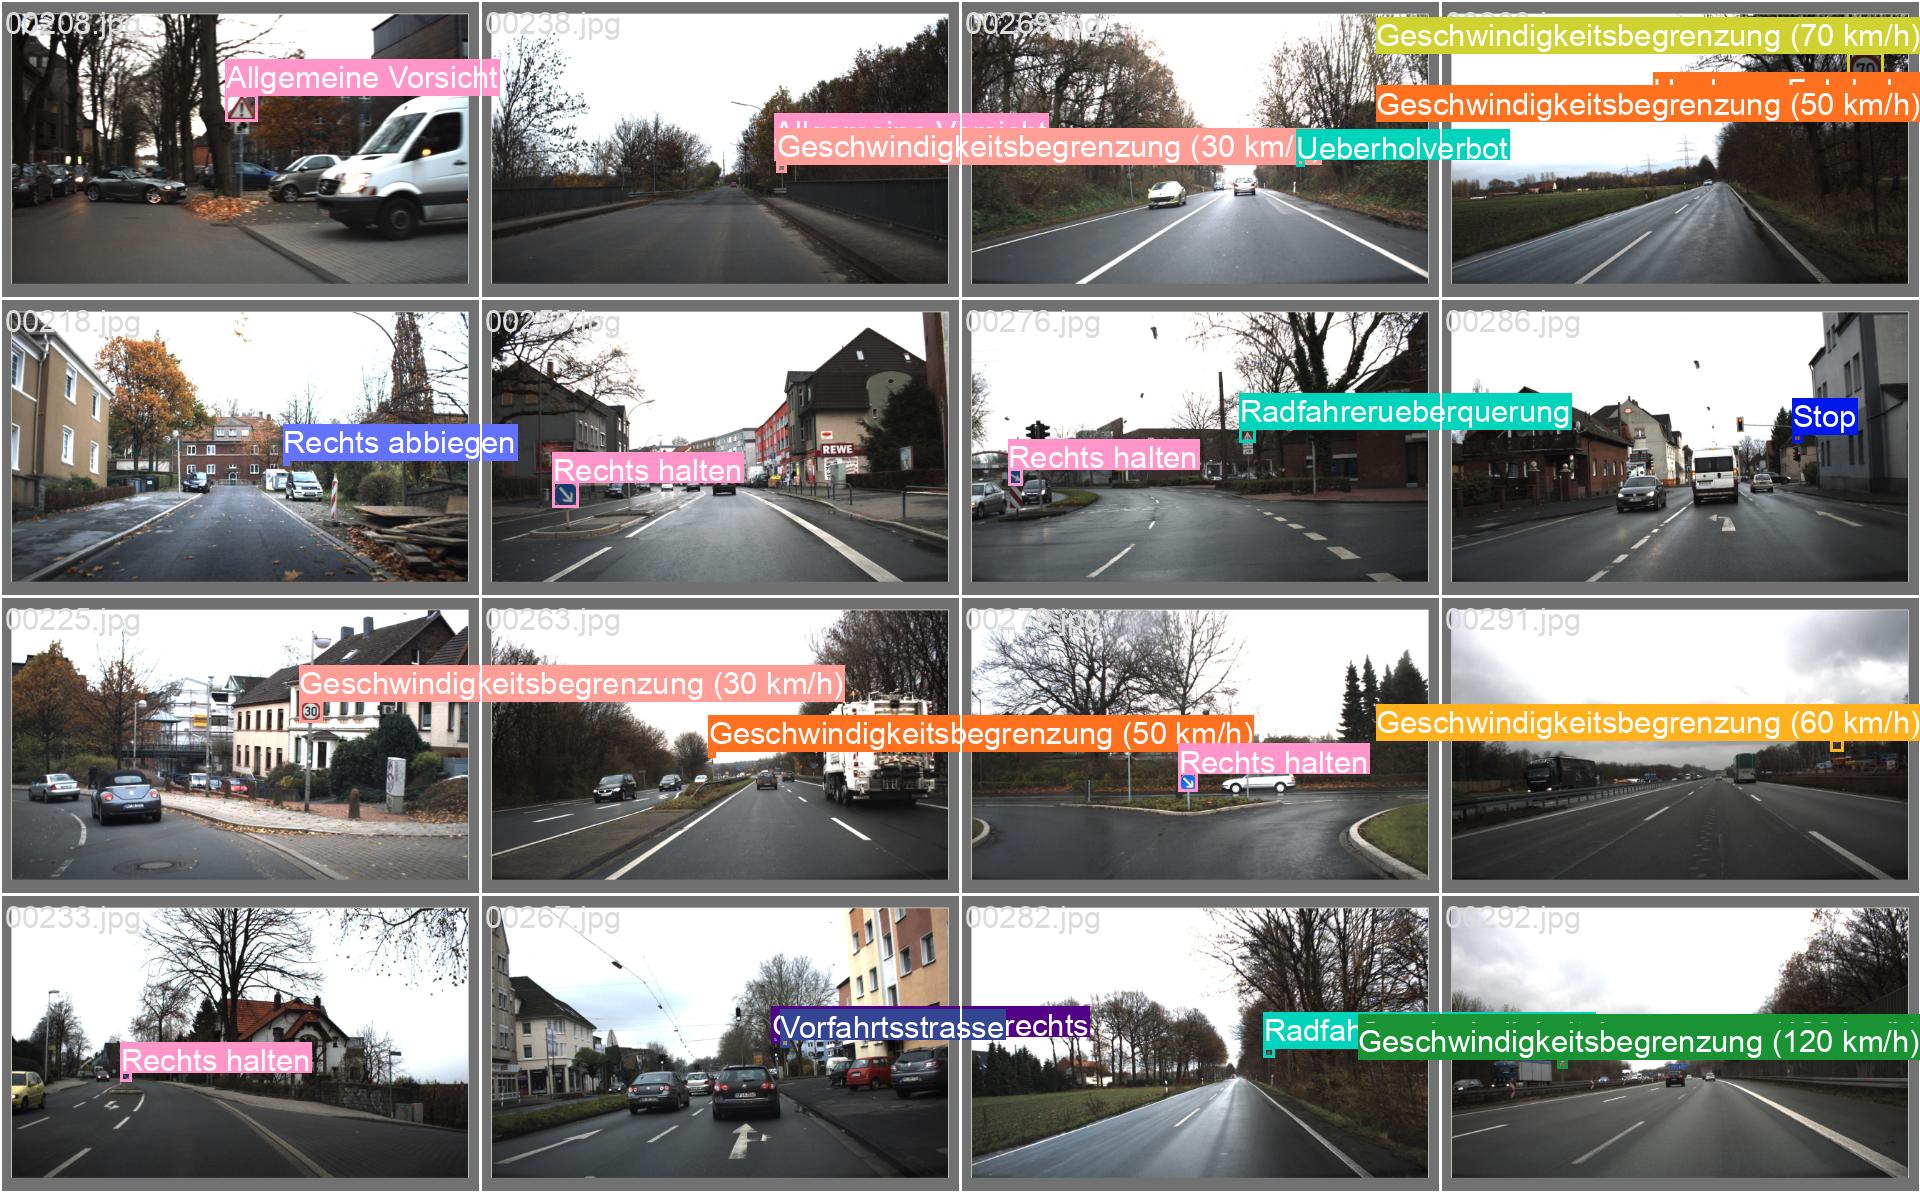 00208.jpg
Allgemeine Vorsicht
00238.jpg
Geschwindigkeitsbegrenzung (30 km/
Ueberholverbot
Geschwindigkeitsbegrenzung (70 km/h)
70
Geschwindigkeitsbegrenzung (50 km/h)
00218.jpg
Rechts abbiegen
Rechts halten
REWE
00276.jpg
Rechts halten
Radfahrerueberquerung
00286.jpg
Stop
00225.jpg
Geschwindigkeitsbegrenzung (30 km/h)
30
00263.jpg
Geschwindigkeitsbegrenzung (50 km/h)
Rechts halten
00291.jpg
Geschwindigkeitsbegrenzung (60 km/h)
00233.jpg
Rechts halten
00267.jpg
Vorfahrtsstrasse
rechts
00282.jpg
Radfah
00292.jpg
Geschwindigkeitsbegrenzung (120 km/h)